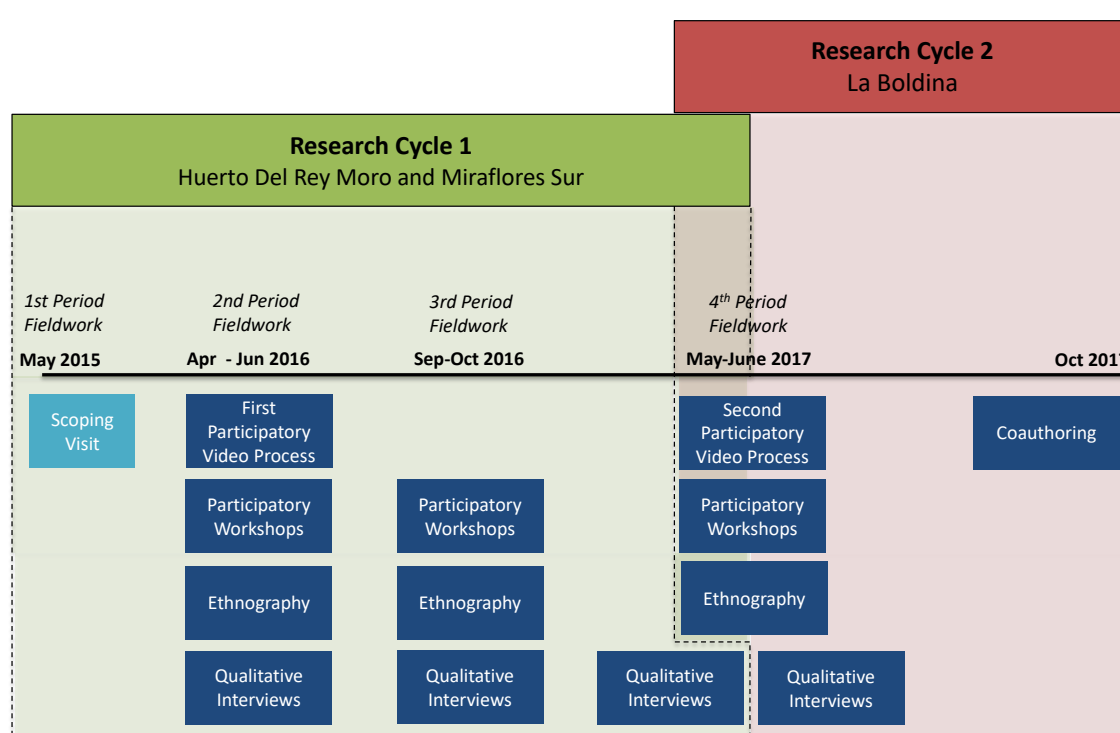 Research Cycle 2
La Boldina
Research Cycle 1
Huerto Del Rey Moro and Miraflores Sur
1st Period
Fieldwork
2nd Period
Fieldwork
3rd Period
Fieldwork
4th Period
Fieldwork
May 2015
Apr - Jun 2016
Sep-Oct 2016
May-June 2017
Oct 2017
Scoping
Visit
First
Participatory
Video Process
Second
Participatory
Video Process
Coauthoring
Participatory
Workshops
Participatory
Workshops
Participatory
Workshops
Ethnography
Ethnography
Ethnography
Qualitative
Interviews
Qualitative
Interviews
Qualitative
Interviews
Qualitative
Interviews